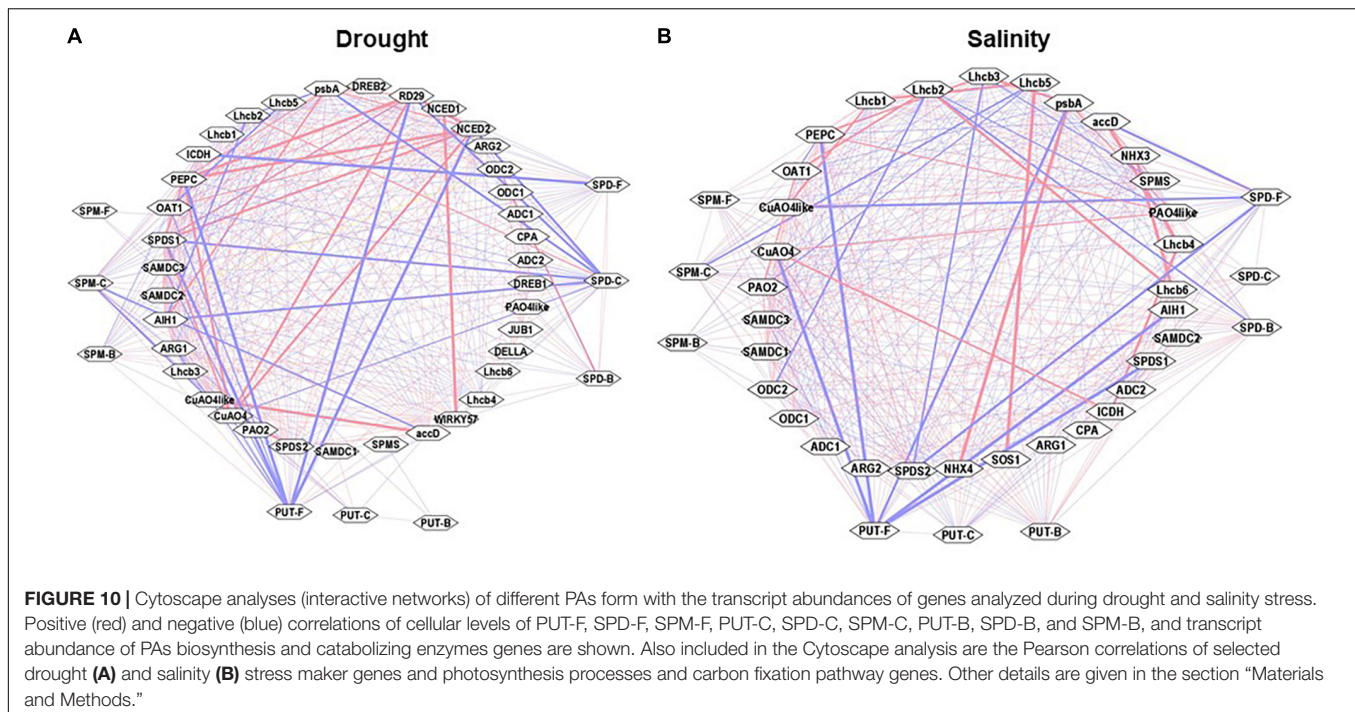 A
Drought
psbA
DREB2
RD29
Lhcb5
NCED1
Lhcb2
NCED2
Lhcb1
ARG2
ICDH
ODC2
PEPC
SPD-F
ODC1
OAT1
SPM-F
ADC1
SPDS1
CPA
SAMDC3
ADC2
SPM-C
SPD-C
SAMDC2
DREB1
AIH1
PAO4like
JUB1
ARG1
SPM-B
DELLA
Lhcb3
Lhcb6
SPD-B
CuAO4like
Lhcb4
CuAO4
WIRKY57
PAO2
accD
SPDS2
SAMDC1
SPMS
PUT-F
PUT-C
PUT-B
B
Salinity
Lhcb3
Lhcb5
Lhcb2
Lhcb1
psbA
accD
PEPC
NHX3
OAT1
SPMS
SPM-F
SPD-F
CuAO4like
PAO4like
CuAO4
Lhcb4
SPM-C
SPD-C
PAO2
Lhcb6
AIH1
SAMDC3
SPD-B
SPM-B
SAMDC1
SAMDC2
SPDS1
ODC2
ADC2
ODC1
ICDH
CPA
ADC1
ARG1
ARG2
SPDS2
NHX4
SOS1
PUT-F
PUT-C
PUT-B
FIGURE 10 | Cytoscape analyses (interactive networks) of different PAs form with the transcript abundances of genes analyzed during drought and salinity stress.
Positive (red) and negative (blue) correlations of cellular levels of PUT-F, SPD-F, SPM-F, PUT-C, SPD-C, SPM-C, PUT-B, SPD-B, and SPM-B, and transcript
abundance of PAs biosynthesis and catabolizing enzymes genes are shown. Also included in the Cytoscape analysis are the Pearson correlations of selected
drought (A) and salinity (B) stress maker genes and photosynthesis processes and carbon fixation pathway genes. Other details are given in the section “Materials
and Methods.”